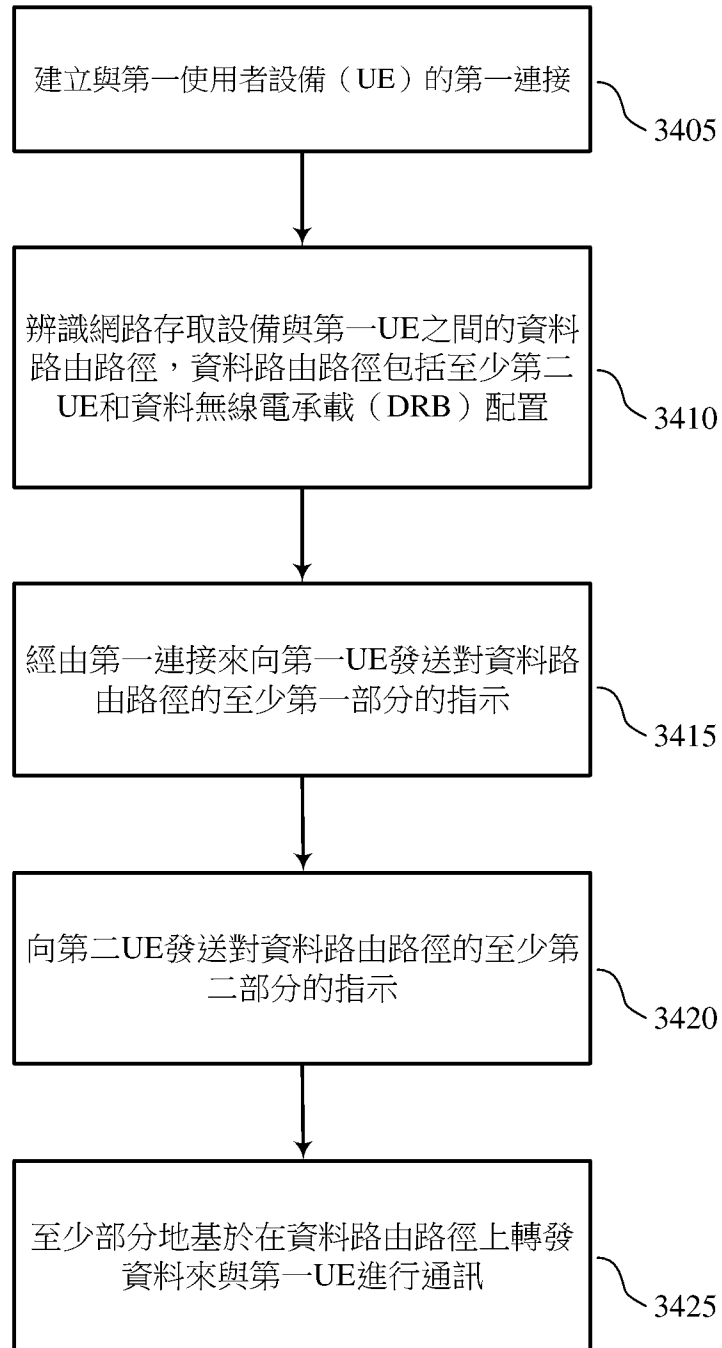 建立與第一使用者設備（UE）的第一連接
3405
辨識網路存取設備與第一UE之間的資料
路由路徑，資料路由路徑包括至少第二
UE和資料無線電承載（DRB）配置
3410
經由第一連接來向第一UE發送對資料路
由路徑的至少第一部分的指示
3415
向第二UE發送對資料路由路徑的至少第
二部分的指示
3420
至少部分地基於在資料路由路徑上轉發
資料來與第一UE進行通訊
3425